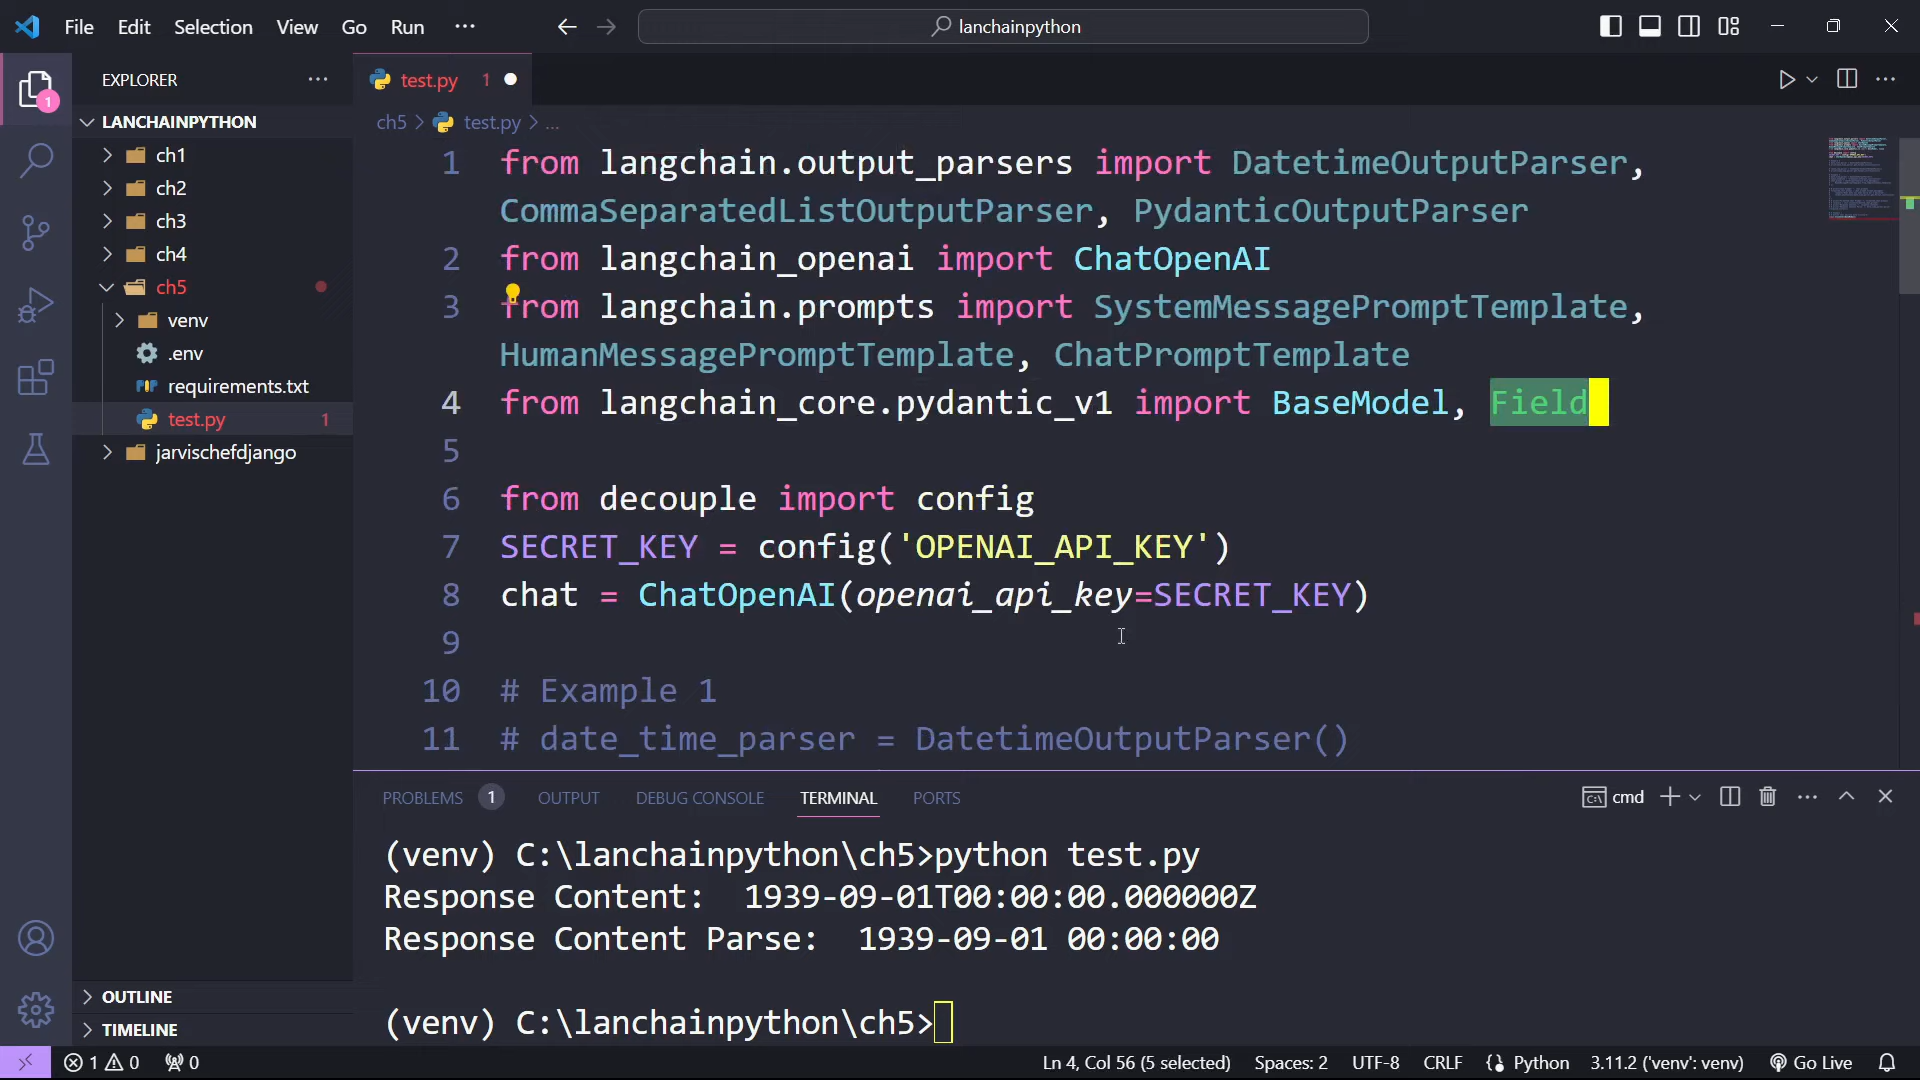 File Edit Selection View Go Run ...
lanchainpython
EXPLORER
LANCHAINPYTHON
ch1
ch2
ch3
ch4
ch5
venv
.env
requirements.txt
test.py 1
jarvischefdjango
OUTLINE
TIMELINE
1
test.py 1
ch5 > test.py > ...
1 from langchain.output_parsers import DatetimeOutputParser,
CommaSeparatedListOutputParser, PydanticOutputParser
2 from langchain_openai import ChatOpenAI
3 from langchain.prompts import SystemMessagePromptTemplate,
HumanMessagePromptTemplate, ChatPromptTemplate
4 from langchain_core.pydantic_v1 import BaseModel, Field
5
6 from decouple import config
7 SECRET_KEY = config('OPENAI_API_KEY')
8 chat = ChatOpenAI(openai_api_key=SECRET_KEY)
9
10 # Example 1
11 # date_time_parser = DatetimeOutputParser()
PROBLEMS 1 OUTPUT DEBUG CONSOLE TERMINAL PORTS
cmd
(venv) C:\lanchainpython\ch5>python test.py
Response Content:  1939-09-01T00:00:00.000000Z
Response Content Parse:  1939-09-01 00:00:00
(venv) C:\lanchainpython\ch5>
1 0 0 Ln 4, Col 56 (5 selected) Spaces: 2 UTF-8 CRLF Python 3.11.2 ('venv': venv) Go Live